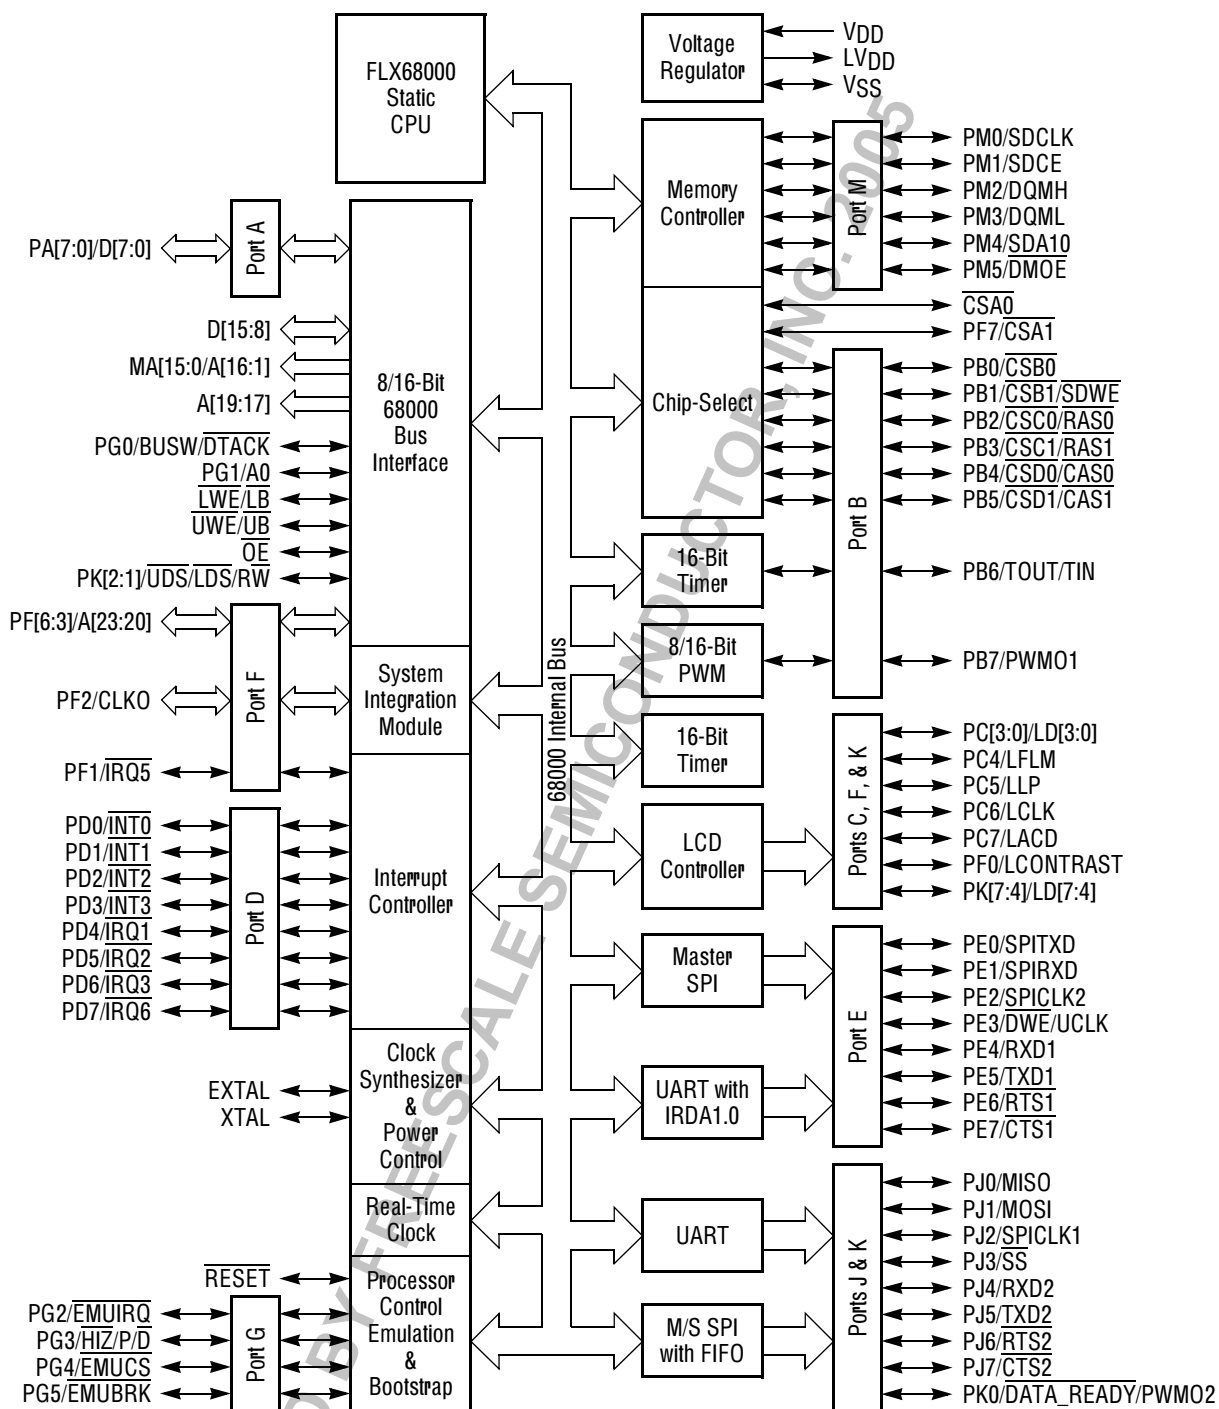 FLX68000
Static
CPU
Voltage
Regulator
VDD
LVDD
VSS
Memory
Controller
Port M
PM0/SDCLK
PM1/SDCE
PM2/DQMH
PM3/DQML
PM4/SDA10
PM5/DMOE
Chip-Select
CSA0
PF7/CSA1
Port B
PB0/CSB0
PB1/CSB1/SDWE
PB2/CSC0/RAS0
PB3/CSC1/RAS1
PB4/CSD0/CAS0
PB5/CSD1/CAS1
16-Bit
Timer
PB6/TOUT/TIN
8/16-Bit
PWM
PB7/PWMO1
16-Bit
Timer
LCD
Controller
Ports C, F, & K
PC[3:0]/LD[3:0]
PC4/LFLM
PC5/LLP
PC6/LCLK
PC7/LACD
PF0/LCONTRAST
PK[7:4]/LD[7:4]
Master
SPI
UART with
IRDA1.0
Port E
PE0/SPITXD
PE1/SPIRXD
PE2/SPICLK2
PE3/DWE/UCLK
PE4/RXD1
PE5/TXD1
PE6/RTS1
PE7/CTS1
UART
M/S SPI
with FIFO
Ports J & K
PJ0/MISO
PJ1/MOSI
PJ2/SPICLK1
PJ3/SS
PJ4/RXD2
PJ5/TXD2
PJ6/RTS2
PJ7/CTS2
PK0/DATA_READY/PWMO2
68000 Internal Bus
PA[7:0]/D[7:0]
Port A
D[15:8]
MA[15:0/A[16:1]
A[19:17]
PG0/BUSW/DTACK
PG1/A0
LWE/LB
UWE/UB
OE
PK[2:1]/UDS/LDS/RW
8/16-Bit
68000
Bus
Interface
PF[6:3]/A[23:20]
PF2/CLKO
PF1/IRQ5
Port F
System
Integration
Module
PD0/INT0
PD1/INT1
PD2/INT2
PD3/INT3
PD4/IRQ1
PD5/IRQ2
PD6/IRQ3
PD7/IRQ6
Port D
Interrupt
Controller
EXTAL
XTAL
Clock
Synthesizer
&
Power
Control
Real-Time
Clock
RESET
PG2/EMUIRQ
PG3/HIZ/P/D
PG4/EMUCS
PG5/EMUBRK
Port G
Processor
Control
Emulation
&
Bootstrap
BY FREESCALE SEMICONDUCTOR, INC. 2005